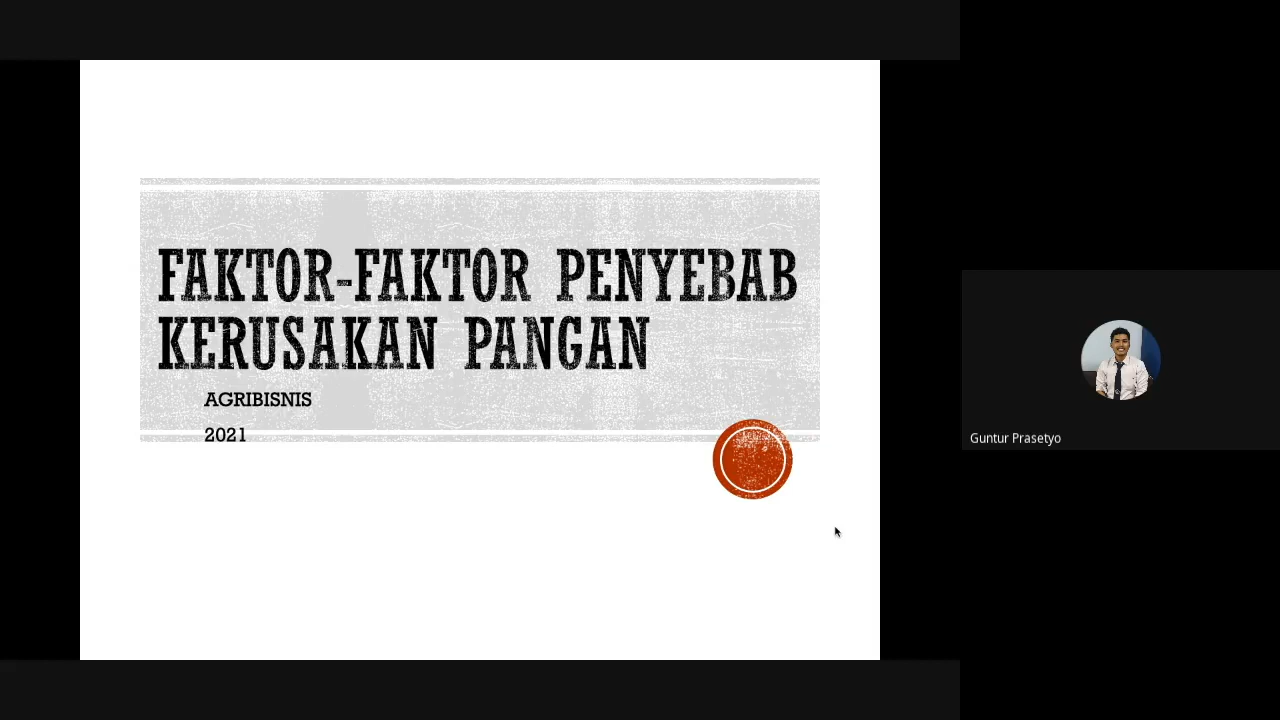 FAKTOR-FAKTOR PENYEBAB
KERUSAKAN PANGAN
AGRIBISNIS
2021
Guntur Prasetyo